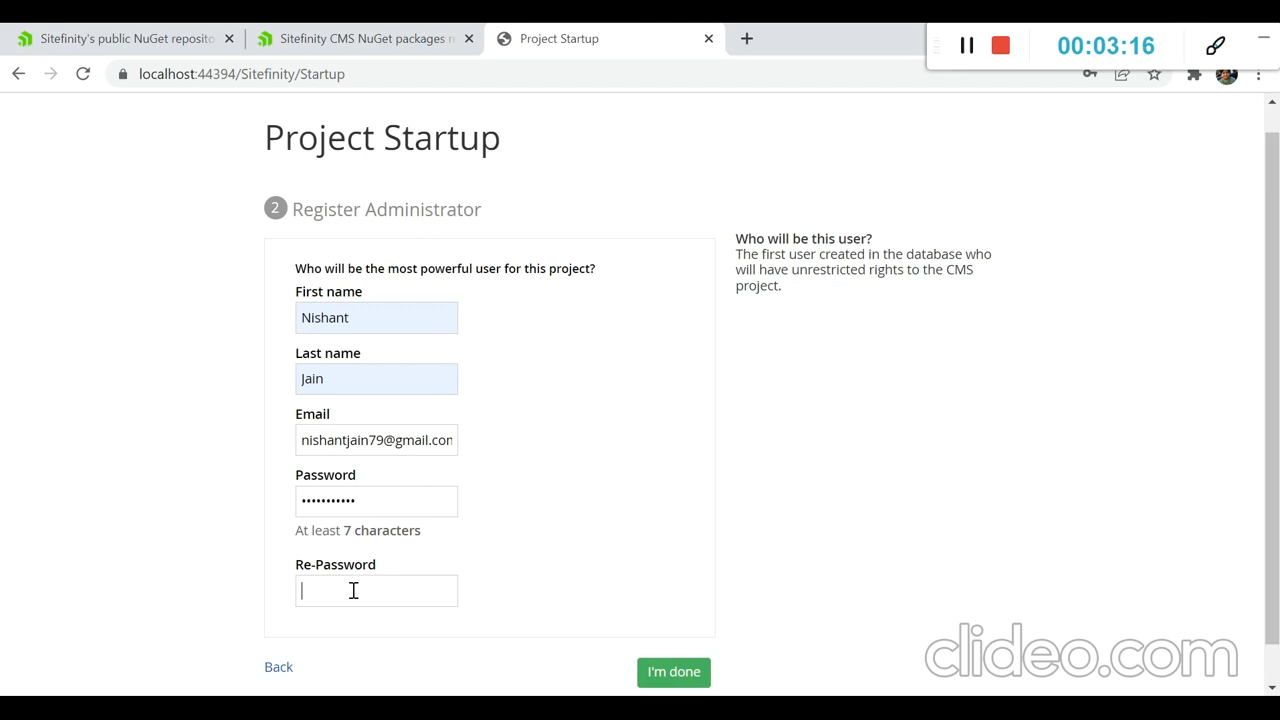 Sitefinity's public NuGet reposito
Sitefinity CMS NuGet packages r
Project Startup
00:03:16
localhost:44394/Sitefinity/Startup
Project Startup
2 Register Administrator
Who will be the most powerful user for this project?
First name
Nishant
Last name
Jain
Email
nishantjain79@gmail.con
Password
•••••••••••
At least 7 characters
Re-Password
Who will be this user?
The first user created in the database who
will have unrestricted rights to the CMS
project.
Back
I'm done
clideo.com